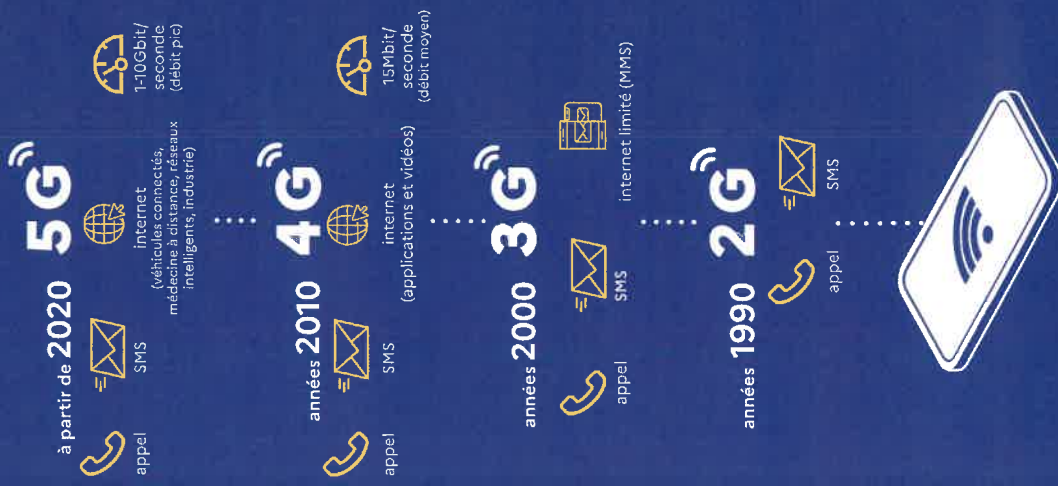 à partir de 2020 5G
appel
SMS
internet
(véhicules connectés,
médecine à distance, réseaux
intelligents, industrie)
1-10Gbit/
seconde
(débit pic)
années 2010 4G
appel
SMS
internet
(applications et vidéos)
15Mbit/
seconde
(débit moyen)
années 2000 3G
appel
SMS
internet limité (MMS)
années 1990 2G
appel
SMS